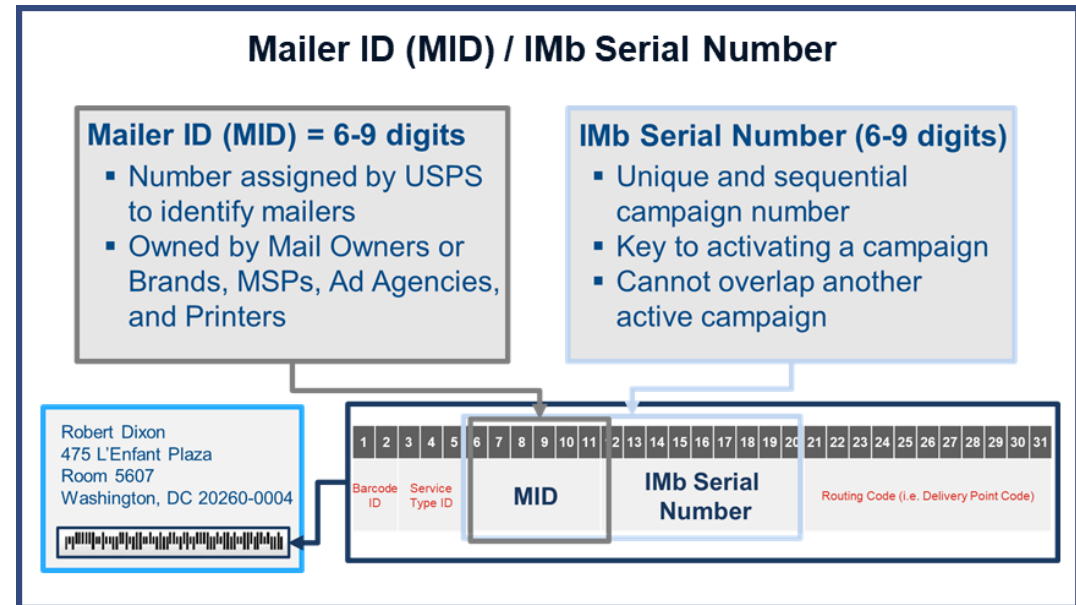 Mailer ID (MID) / IMb Serial Number
Mailer ID (MID) = 6-9 digits
▪ Number assigned by USPS
to identify mailers
▪ Owned by Mail Owners or
Brands, MSPs, Ad Agencies,
and Printers
IMb Serial Number (6-9 digits)
▪ Unique and sequential
campaign number
▪ Key to activating a campaign
▪ Cannot overlap another
active campaign
Robert Dixon
475 L'Enfant Plaza
Room 5607
Washington, DC 20260-0004
1 2 3 4 5 6 7 8 9 10 11 12 13 14 15 16 17 18 19 20 21 22 23 24 25 26 27 28 29 30 31
Barcode
ID
Service
Type ID
MID
IMb Serial
Number
Routing Code (i.e. Delivery Point Code)